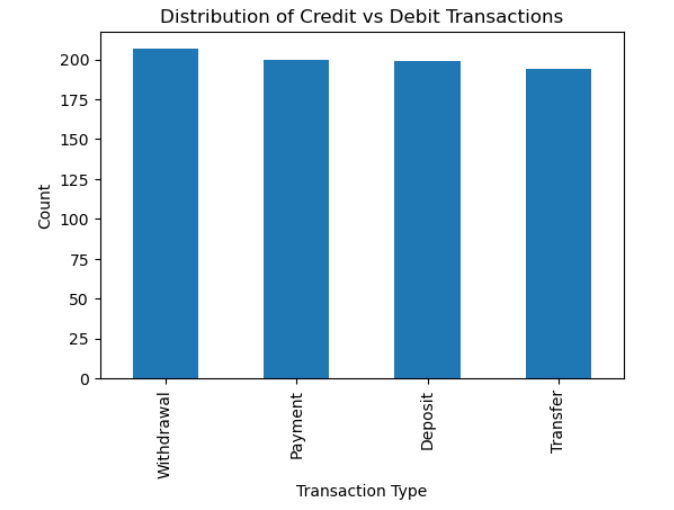 Distribution of Credit vs Debit Transactions
200
175
150
125
100
75
50
25
0
Count
Withdrawal
Payment
Deposit
Transfer
Transaction Type